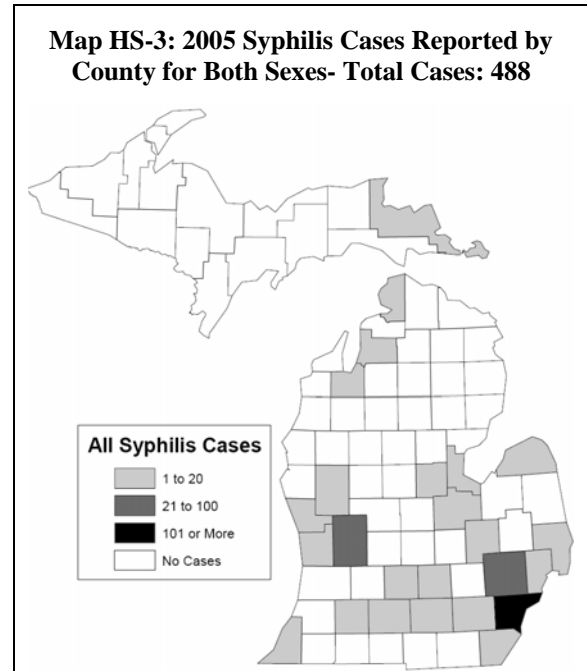 Map HS-3: 2005 Syphilis Cases Reported by
County for Both Sexes- Total Cases: 488
All Syphilis Cases
1 to 20
21 to 100
101 or More
No Cases